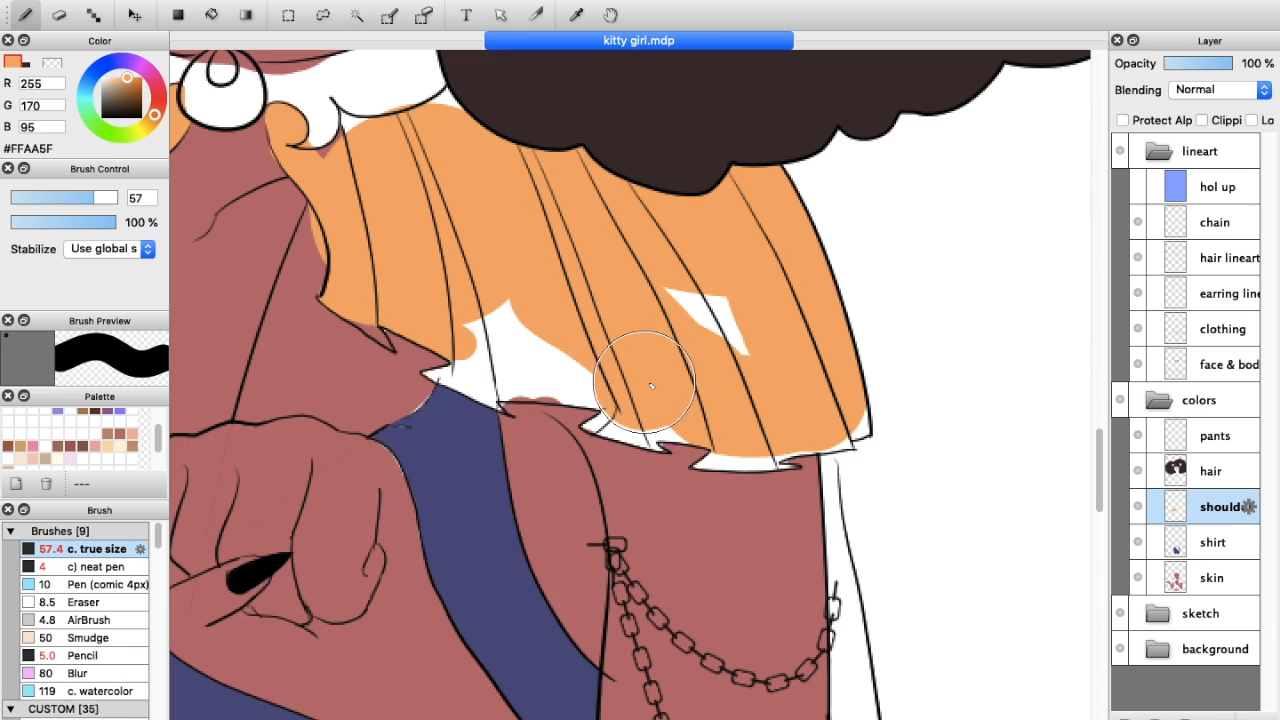 kitty girl.mdp
Color
R 255
G 170
B 95
#FFAA5F
Brush Control
57
100 %
Stabilize Use global s
Brush Preview
Palette
---
Brush
Brushes [9]
57.4 c. true size
4 c) neat pen
10 Pen (comic 4px)
8.5 Eraser
4.8 AirBrush
50 Smudge
5.0 Pencil
80 Blur
119 c. watercolor
CUSTOM [35]
Layer
Opacity 100 %
Blending Normal
Protect Alp Clippi Lo
lineart
hol up
chain
hair lineart
earring line
clothing
face & bod
colors
pants
hair
should
shirt
skin
sketch
background